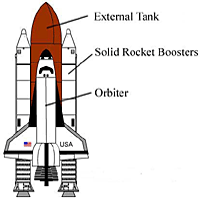 External Tank
Solid Rocket Boosters
Orbiter
USA